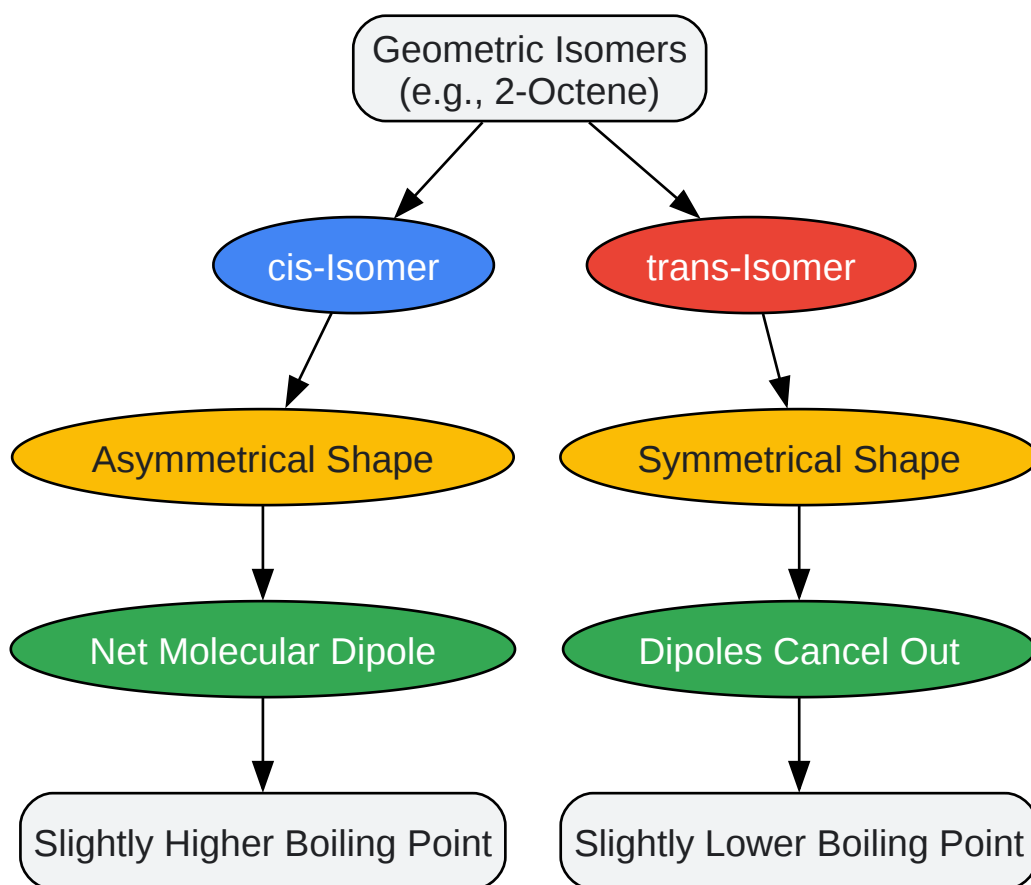 Geometric Isomers
(e.g., 2-Octene)
cis-Isomer
trans-Isomer
Asymmetrical Shape
Symmetrical Shape
Net Molecular Dipole
Dipoles Cancel Out
Slightly Higher Boiling Point
Slightly Lower Boiling Point